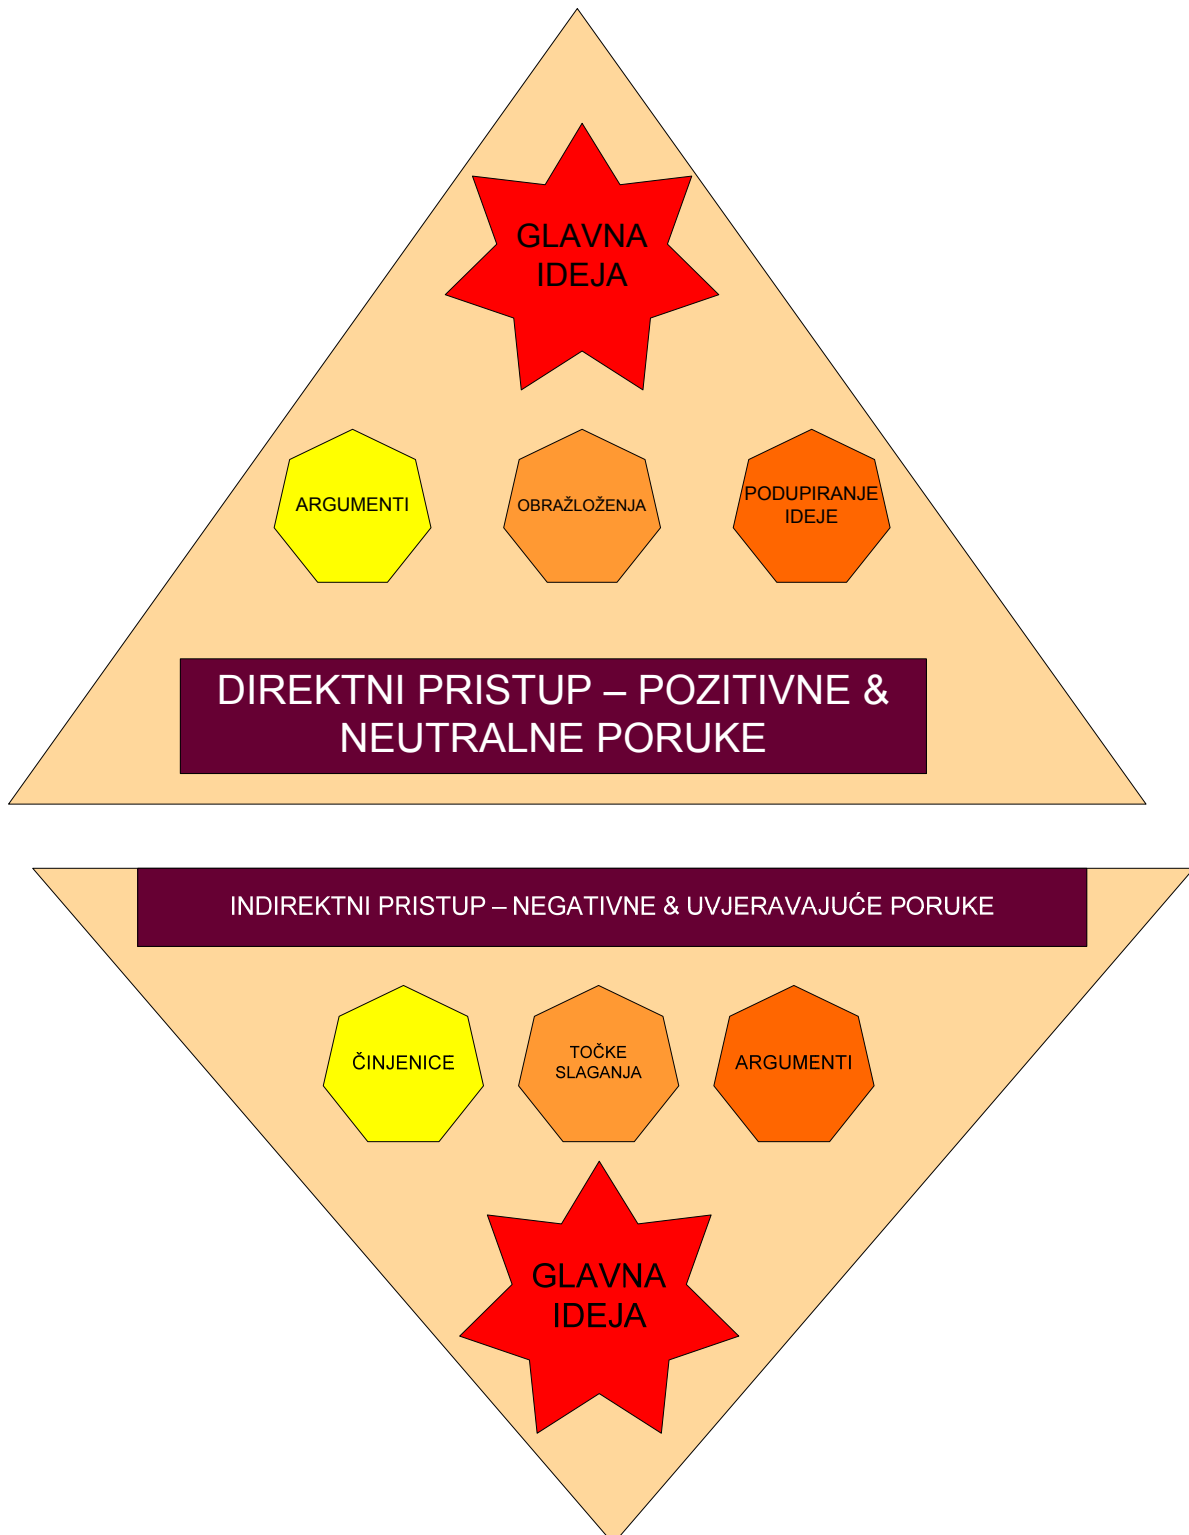 GLAVNA
IDEJA
ARGUMENTI
OBRAŽLOŽENJA
PODUPIRANJE
IDEJE
DIREKTNI PRISTUP – POZITIVNE &
NEUTRALNE PORUKE
INDIREKTNI PRISTUP – NEGATIVNE & UVJERAVAJUĆE PORUKE
ČINJENICE
TOČKE
SLAGANJA
ARGUMENTI
GLAVNA
IDEJA